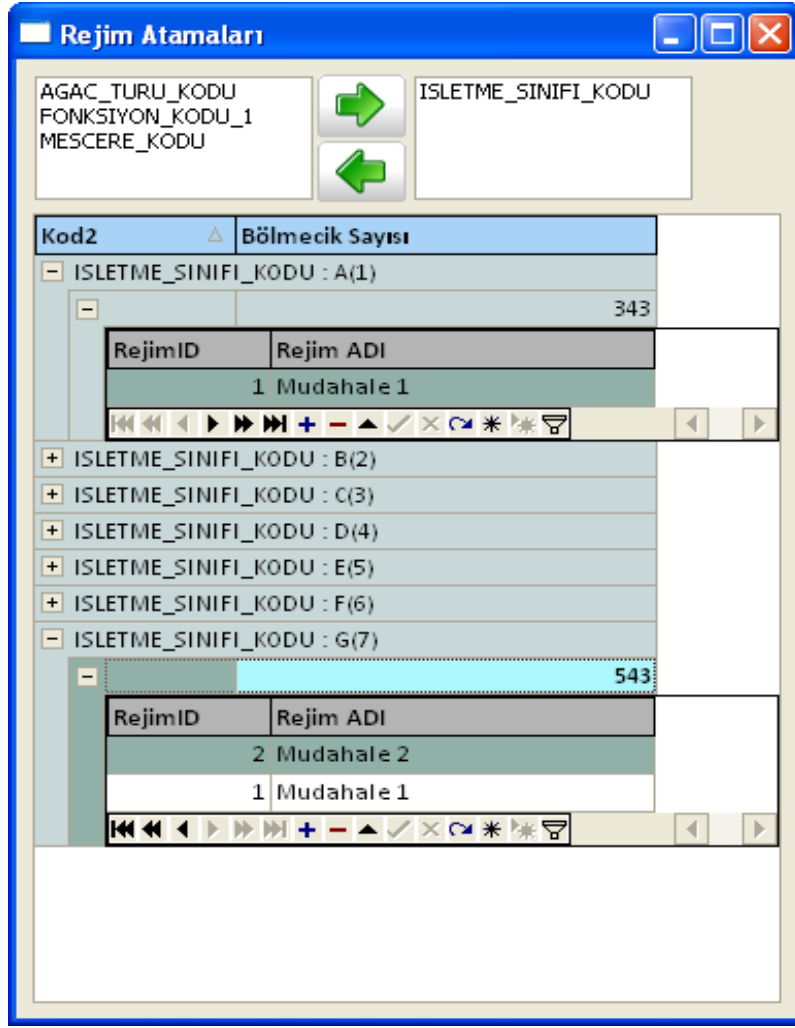 Rejim Atamaları
AGAC_TURU_KODU
FONKSIYON_KODU_1
MESCERE_KODU
ISLETME_SINIFI_KODU
Kod2 Bölmecik Sayısı
ISLETME_SINIFI_KODU : A(1)
343
RejimID Rejim ADI
1 Mudahale 1
ISLETME_SINIFI_KODU : B(2)
ISLETME_SINIFI_KODU : C(3)
ISLETME_SINIFI_KODU : D(4)
ISLETME_SINIFI_KODU : E(5)
ISLETME_SINIFI_KODU : F(6)
ISLETME_SINIFI_KODU : G(7)
543
RejimID Rejim ADI
2 Mudahale 2
1 Mudahale 1